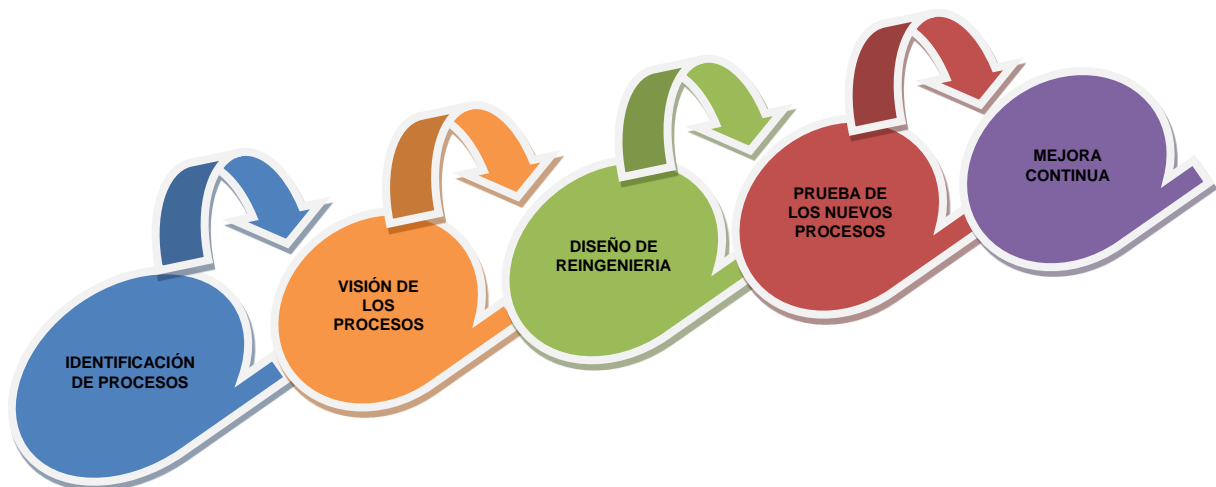 IDENTIFICACIÓN
DE PROCESOS
VISIÓN DE
LOS
PROCESOS
DISEÑO DE
REINGENIERIA
PRUEBA DE
LOS NUEVOS
PROCESOS
MEJORA
CONTINUA